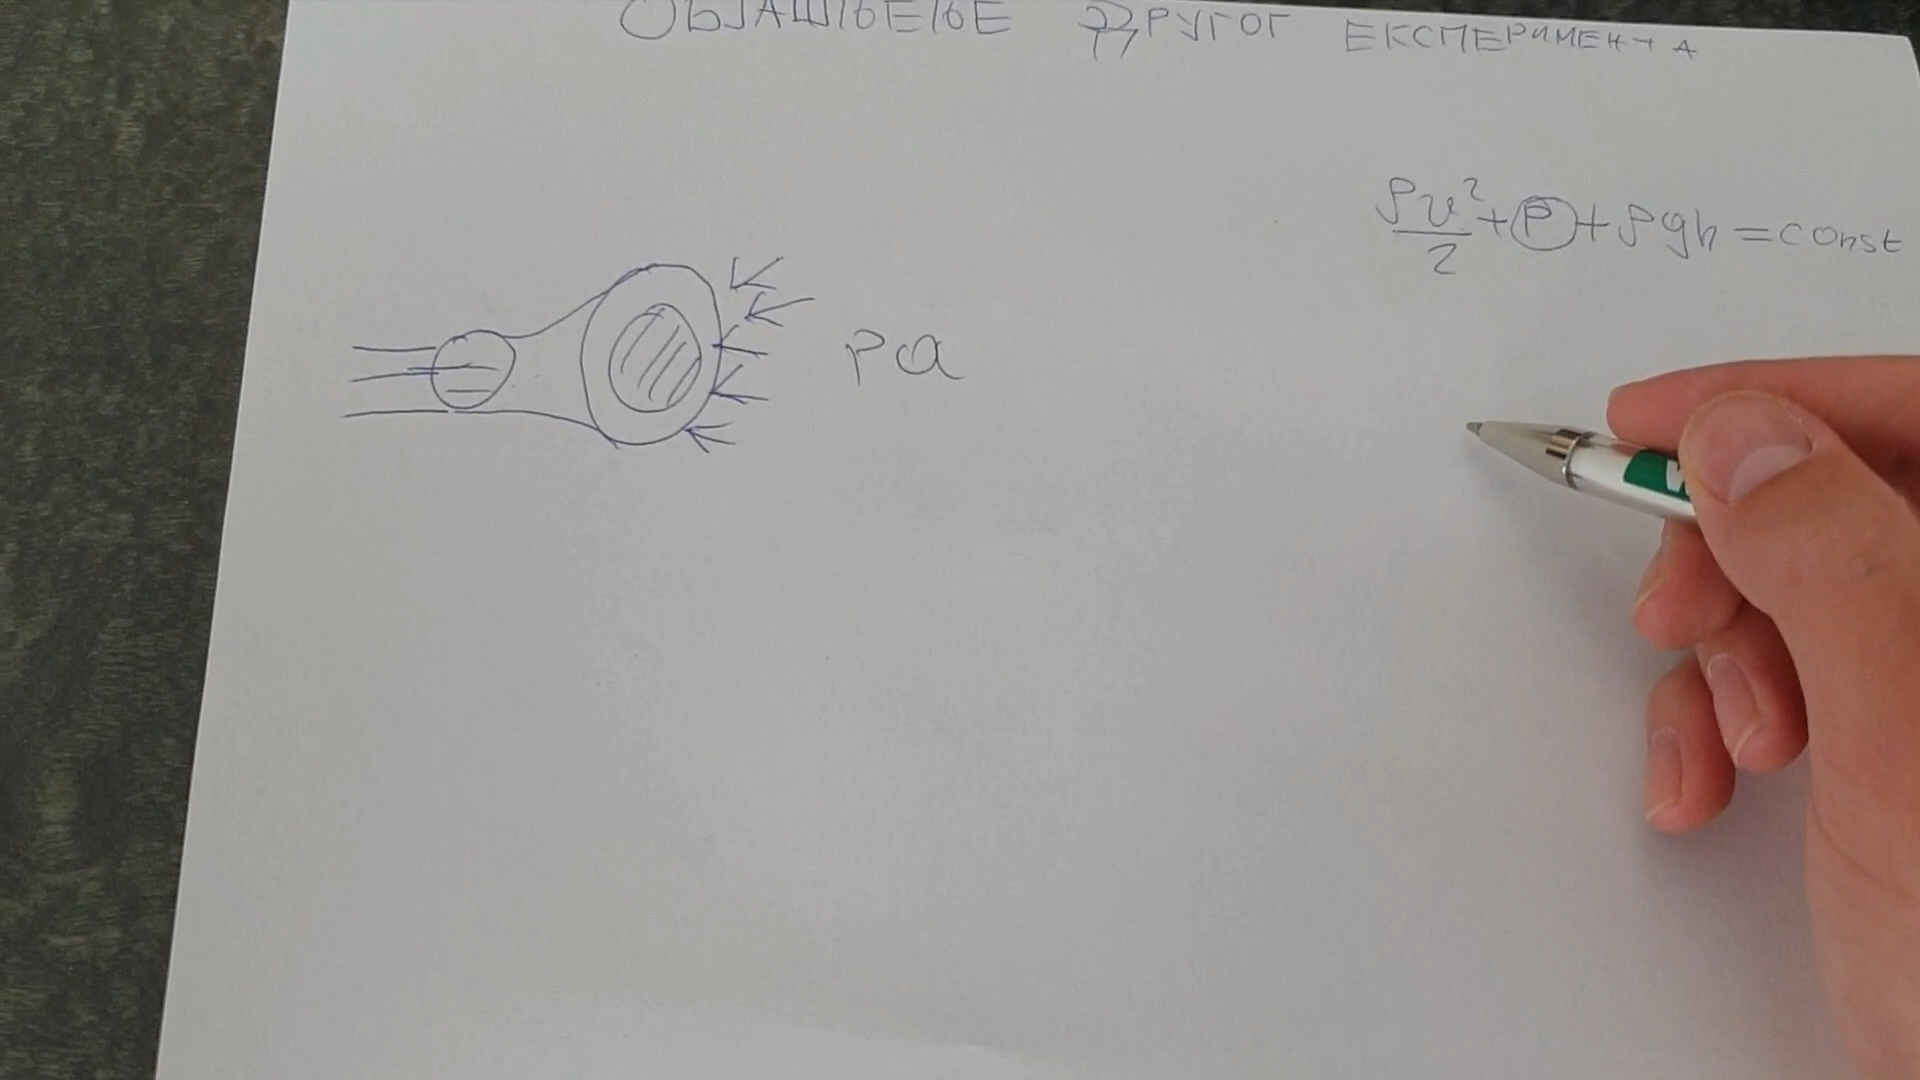 ОБЈАШЊЕЊЕ ДРУГОГ ЕКСПЕРИМЕНТА
ρv²/2 + p + ρgh = const
pa